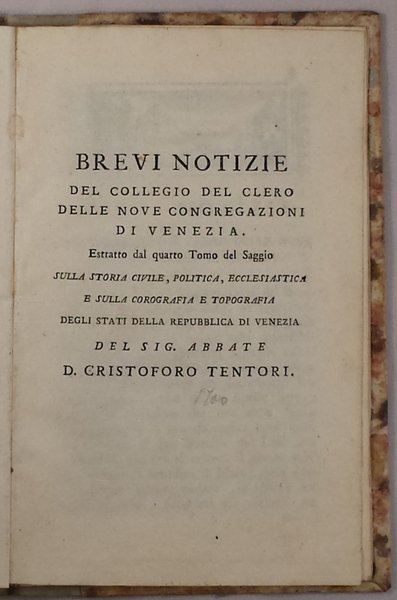 BREVI NOTIZIE
DEL COLLEGIO DEL CLERO
DELLE NOVE CONGREGAZIONI
DI VENEZIA.
Estratto dal quarto Tomo del Saggio
SULLA STORIA CIVILE, POLITICA, ECCLESIASTICA
E SULLA COROGRAFIA E TOPOGRAFIA
DEGLI STATI DELLA REPUBBLICA DI VENEZIA
DEL SIG. ABBATE
D. CRISTOFORO TENTORI.